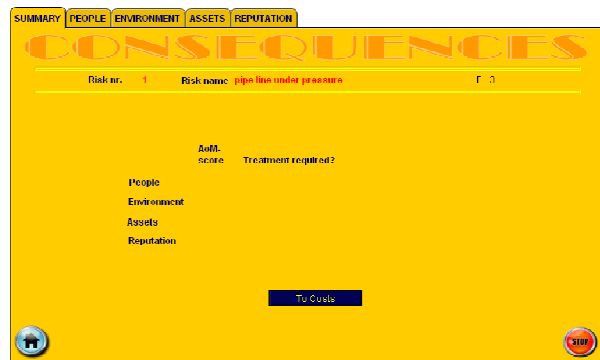 SUMMARY PEOPLE ENVIRONMENT ASSETS REPUTATION
CONSEQUENCES
Risk nr. 1 Risk name pipe line under pressure F 3
AoM-
score Treatment required?
People
Environment
Assets
Reputation
To Costs
STOP